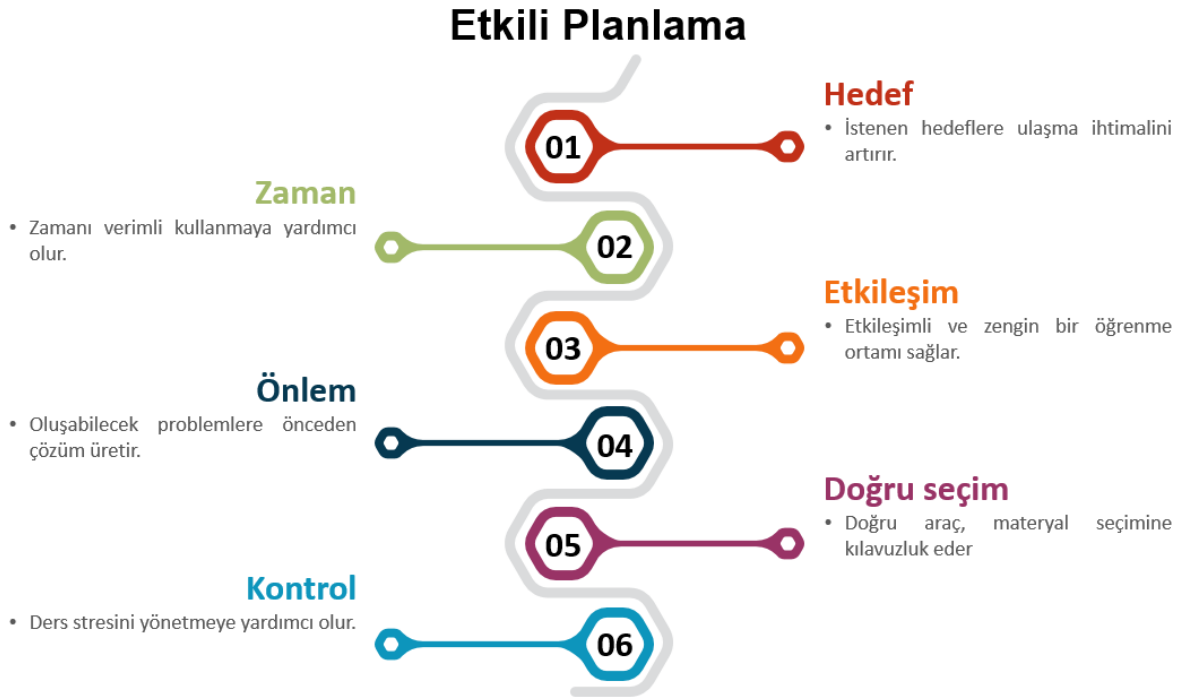 Etkili Planlama
01
Hedef
• İstenen hedeflere ulaşma ihtimalini
artırır.
Zaman
• Zamanı verimli kullanmaya yardımcı
olur.
02
03
Etkileşim
• Etkileşimli ve zengin bir öğrenme
ortamı sağlar.
Önlem
• Oluşabilecek problemlere önceden
çözüm üretir.
04
05
Doğru seçim
• Doğru araç, materyal seçimine
kılavuzluk eder
Kontrol
• Ders stresini yönetmeye yardımcı olur.
06